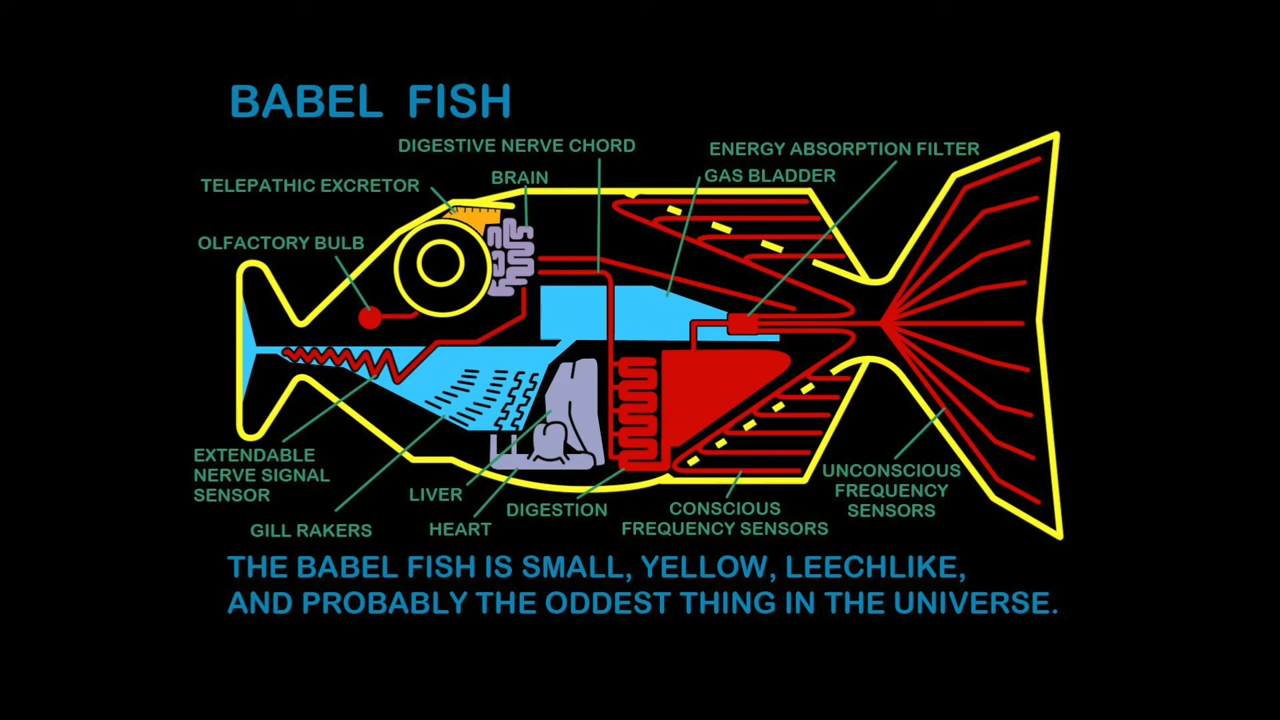 BABEL FISH
DIGESTIVE NERVE CHORD
ENERGY ABSORPTION FILTER
TELEPATHIC EXCRETOR
BRAIN
GAS BLADDER
OLFACTORY BULB
EXTENDABLE
NERVE SIGNAL
SENSOR
GILL RAKERS
LIVER
HEART
DIGESTION
CONSCIOUS
FREQUENCY SENSORS
UNCONSCIOUS
FREQUENCY
SENSORS
THE BABEL FISH IS SMALL, YELLOW, LEECHLIKE,
AND PROBABLY THE ODDEST THING IN THE UNIVERSE.